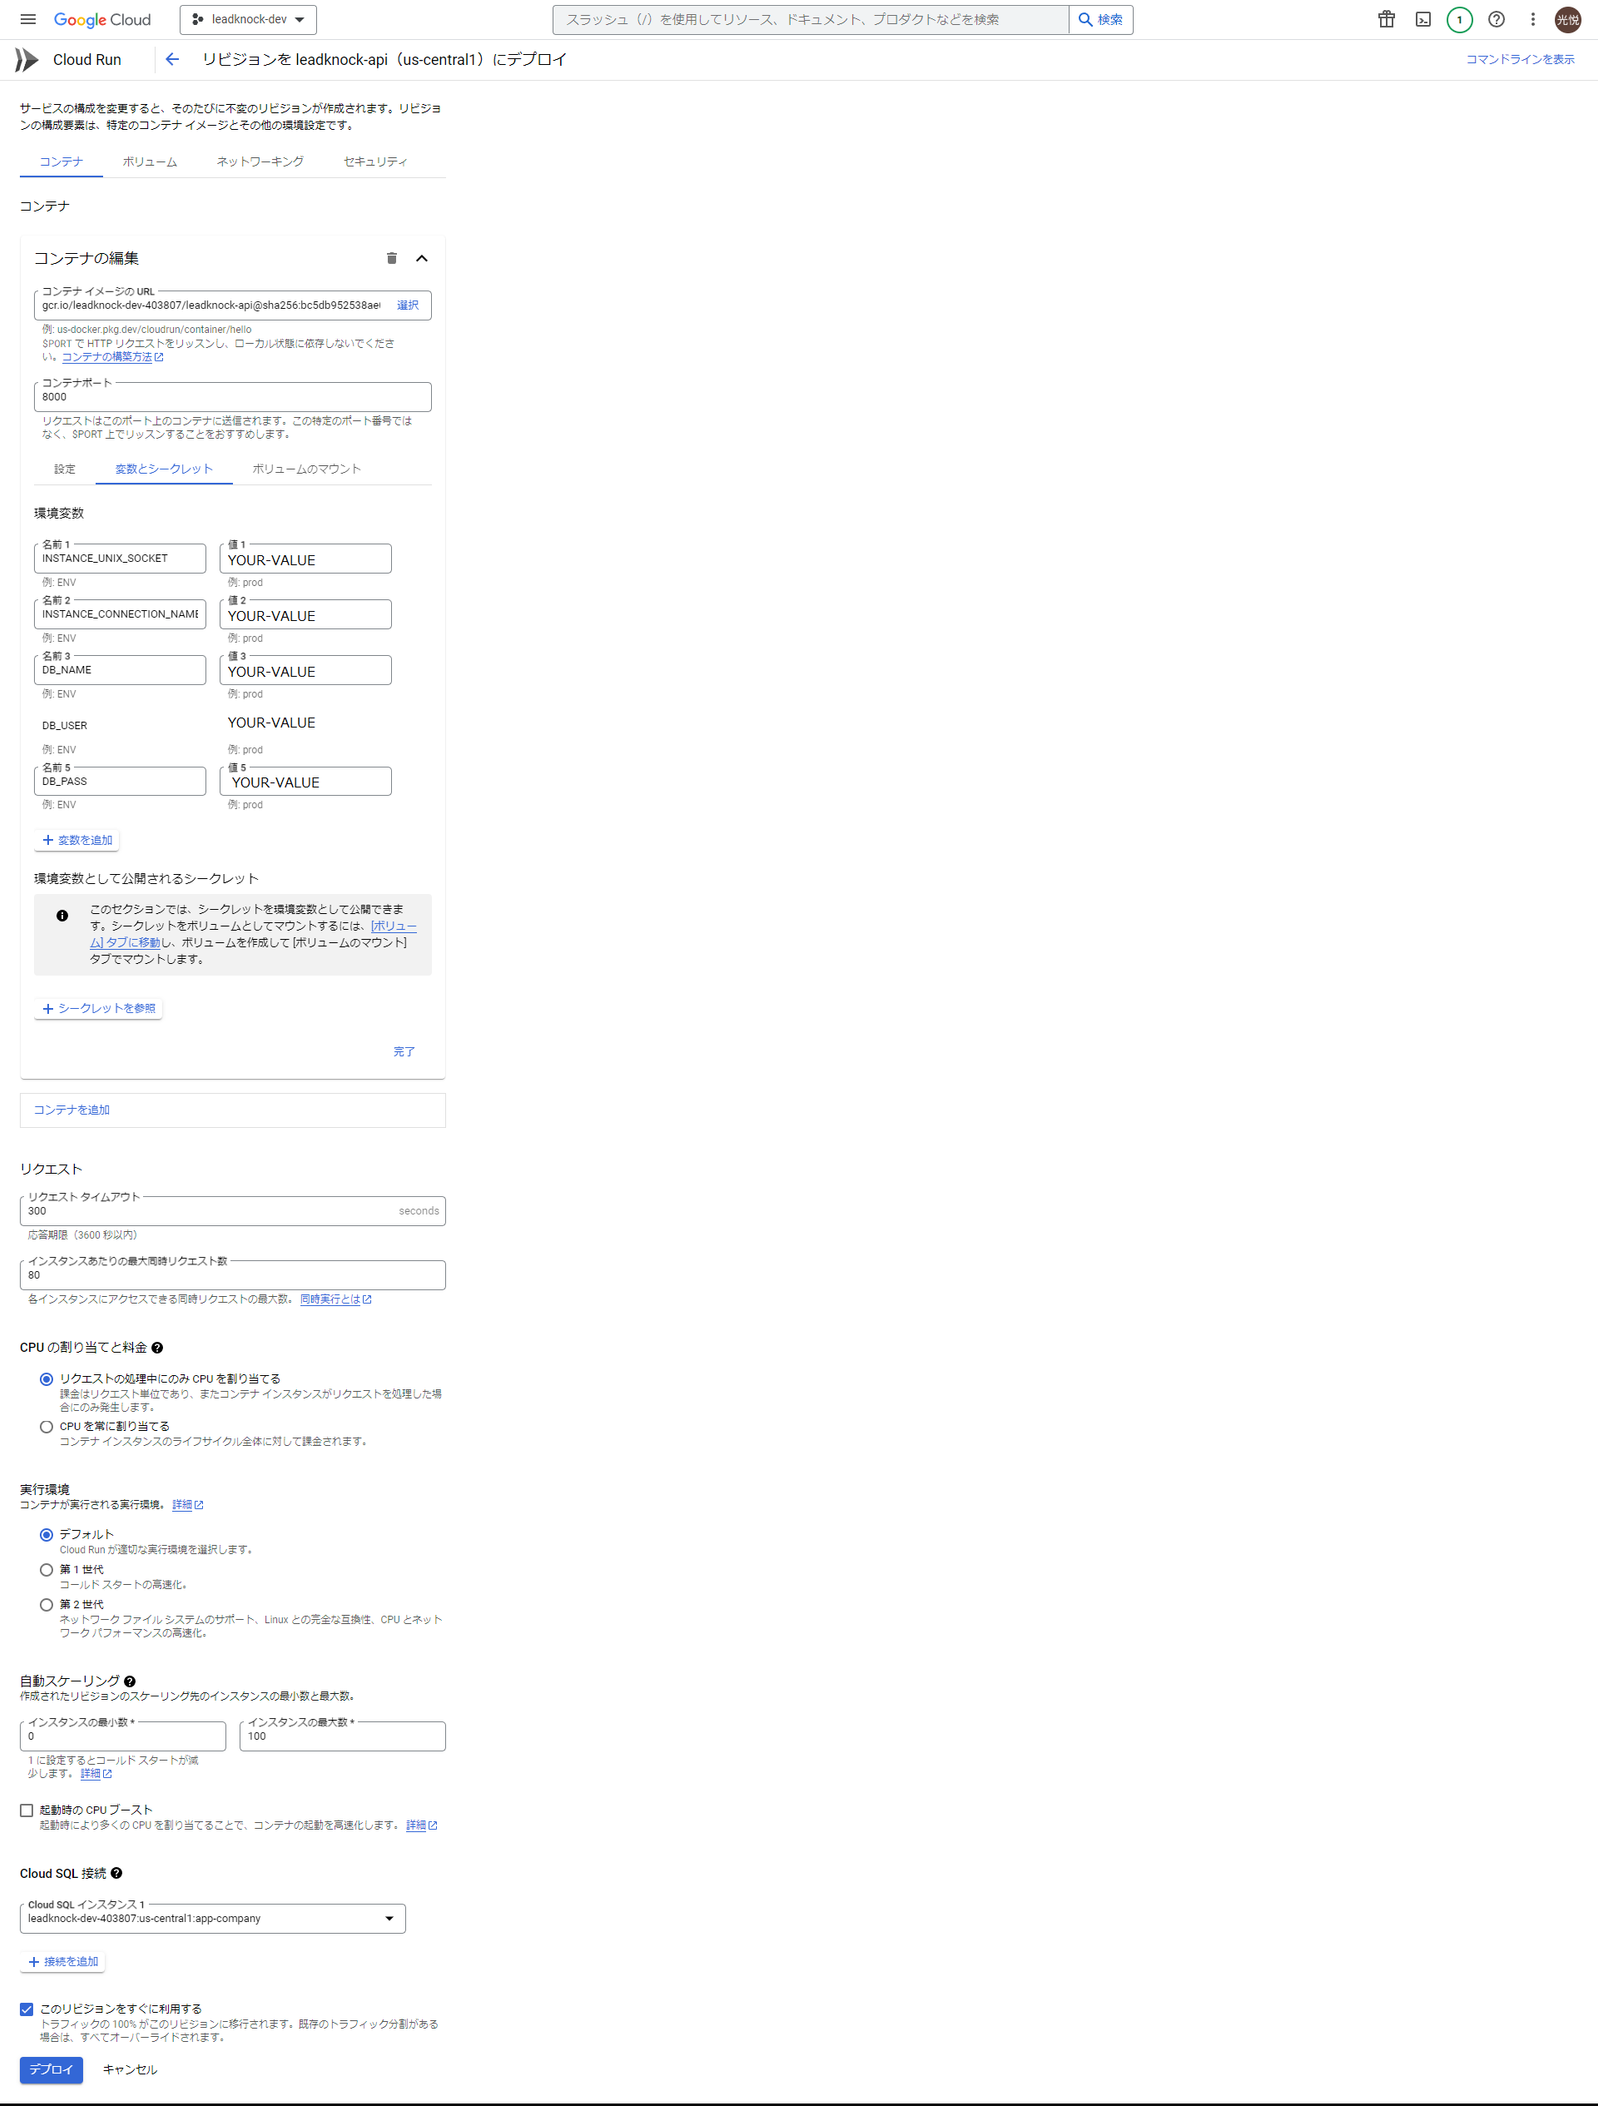 Google Cloud
leadknock-dev
スラッシュ（/）を使用してリソース、ドキュメント、プロダクトなどを検索
検索
1
光悦
Cloud Run
リビジョンを leadknock-api（us-central1）にデプロイ
コマンドラインを表示
サービスの構成を変更すると、そのたびに不変のリビジョンが作成されます。リビジョ
ンの構成要素は、特定のコンテナ イメージとその他の環境設定です。
コンテナ
ボリューム
ネットワーキング
セキュリティ
コンテナ
コンテナの編集
コンテナ イメージの URL
gcr.io/leadknock-dev-403807/leadknock-api@sha256:bc5db952538ae
選択
例: us-docker.pkg.dev/cloudrun/container/hello
$PORT で HTTP リクエストをリッスンし、ローカル状態に依存しないでくださ
い。コンテナの構築方法
コンテナポート
8000
リクエストはこのポート上のコンテナに送信されます。この特定のポート番号では
なく、$PORT 上でリッスンすることをおすすめします。
設定
変数とシークレット
ボリュームのマウント
環境変数
名前 1
INSTANCE_UNIX_SOCKET
値 1
YOUR-VALUE
例: ENV
例: prod
名前 2
INSTANCE_CONNECTION_NAME
値 2
YOUR-VALUE
例: ENV
例: prod
名前 3
DB_NAME
値 3
YOUR-VALUE
例: ENV
例: prod
DB_USER
YOUR-VALUE
例: ENV
例: prod
名前 5
DB_PASS
値 5
YOUR-VALUE
例: ENV
例: prod
変数を追加
環境変数として公開されるシークレット
このセクションでは、シークレットを環境変数として公開できま
す。シークレットをボリュームとしてマウントするには、[ボリュー
ム] タブに移動し、ボリュームを作成して [ボリュームのマウント]
タブでマウントします。
シークレットを参照
完了
コンテナを追加
リクエスト
リクエスト タイムアウト
300
seconds
応答期限（3600 秒以内）
インスタンスあたりの最大同時リクエスト数
80
各インスタンスにアクセスできる同時リクエストの最大数。 同時実行とは
CPU の割り当てと料金
リクエストの処理中にのみ CPU を割り当てる
課金はリクエスト単位であり、またコンテナ インスタンスがリクエストを処理した場
合にのみ発生します。
CPU を常に割り当てる
コンテナ インスタンスのライフサイクル全体に対して課金されます。
実行環境
コンテナが実行される実行環境。 詳細
デフォルト
Cloud Run が適切な実行環境を選択します。
第 1 世代
コールド スタートの高速化。
第 2 世代
ネットワーク ファイル システムのサポート、Linux との完全な互換性、CPU とネット
ワーク パフォーマンスの高速化。
自動スケーリング
作成されたリビジョンのスケーリング先のインスタンスの最小数と最大数。
インスタンスの最小数 *
0
インスタンスの最大数 *
100
1 に設定するとコールド スタートが減
少します。 詳細
起動時の CPU ブースト
起動時により多くの CPU を割り当てることで、コンテナの起動を高速化します。 詳細
Cloud SQL 接続
Cloud SQL インスタンス 1
leadknock-dev-403807:us-central1:app-company
接続を追加
このリビジョンをすぐに利用する
トラフィックの 100% がこのリビジョンに移行されます。既存のトラフィック分割がある
場合は、すべてオーバーライドされます。
デプロイ
キャンセル